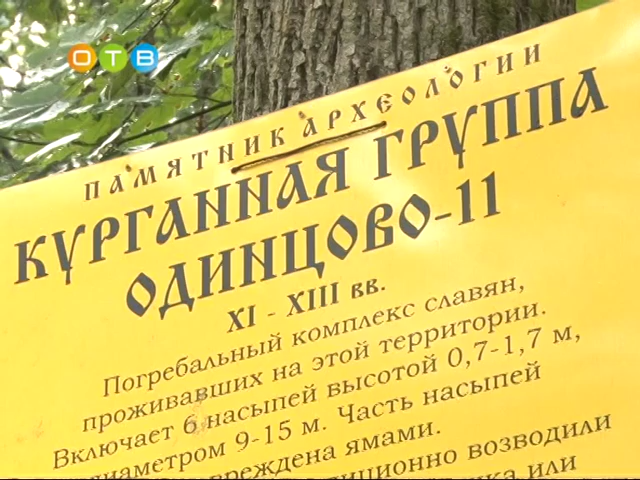 ОТВ
ПАМЯТНИК АРХЕОЛОГИИ
КУРГАННАЯ ГРУППА
ОДИНЦОВО-11
XI - XIII вв.
Погребальный комплекс славян,
проживавших на этой территории.
Включает 6 насыпей высотой 0,7-1,7 м,
диаметром 9-15 м. Часть насыпей
ямами.
возводили
или